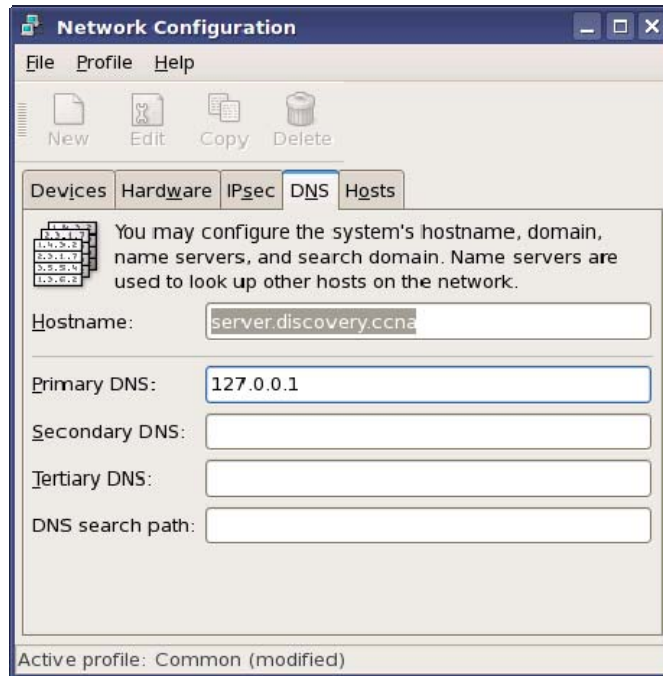 Network Configuration
File Profile Help
New Edit Copy Delete
Devices Hardware IPsec DNS Hosts
You may configure the system's hostname, domain,
name servers, and search domain. Name servers are
used to look up other hosts on the network.
Hostname: server.discovery.ccna
Primary DNS: 127.0.0.1
Secondary DNS:
Tertiary DNS:
DNS search path:
Active profile: Common (modified)